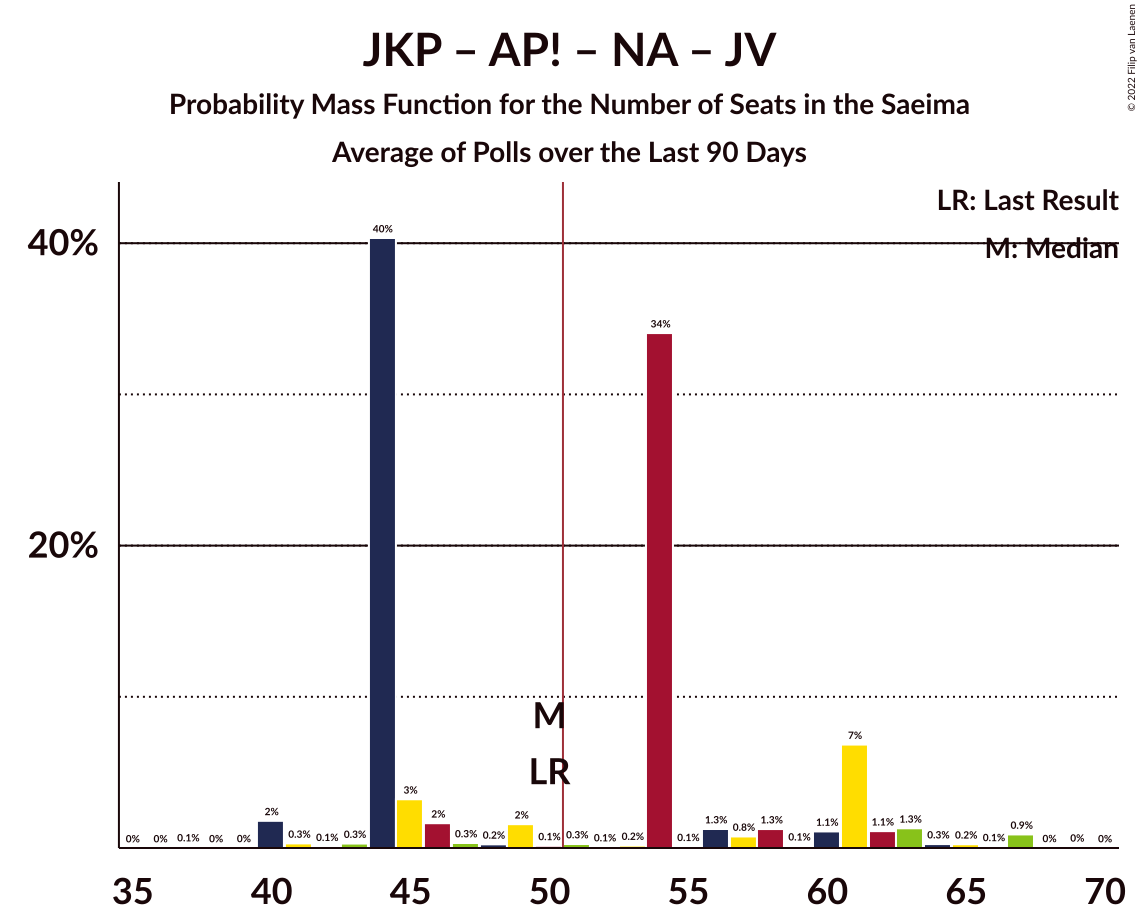 JKP – AP! – NA – JV
Probability Mass Function for the Number of Seats in the Saeima
Average of Polls over the Last 90 Days
© 2022 Filip van Laenen
LR: Last Result
M: Median
40%
20%
0% 0% 0.1% 0% 0% 2% 0.3% 0.1% 0.3% 40% 3% 2% 0.3% 0.2% 2% 0.1% 0.3% 0.1% 0.2% 34% 0.1% 1.3% 0.8% 1.3% 0.1% 1.1% 7% 1.1% 1.3% 0.3% 0.2% 0.1% 0.9% 0% 0% 0%
M
LR
35 40 45 50 55 60 65 70